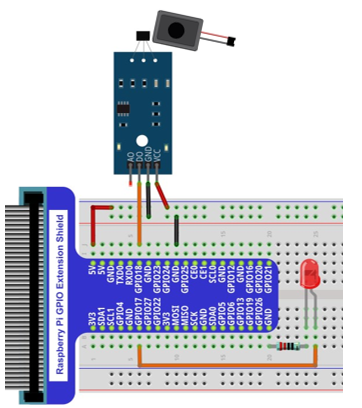 AO
DO
GND
VCC
Raspberry Pi GPIO Extension Shield
5V
5V
GND
TXD0
RXD0
GPIO18
GND
GPIO23
GPIO24
GND
GPIO25
CE0
CE1
SCL0
GND
GPIO12
GND
GPIO16
GPIO20
GPIO21
3V3
SDA1
SCL1
GPIO4
GND
GPIO17
GPIO27
GPIO22
3V3
MOSI
MISO
SCK
GND
SDA0
GPIO5
GPIO6
GPIO13
GPIO19
GPIO26
GND